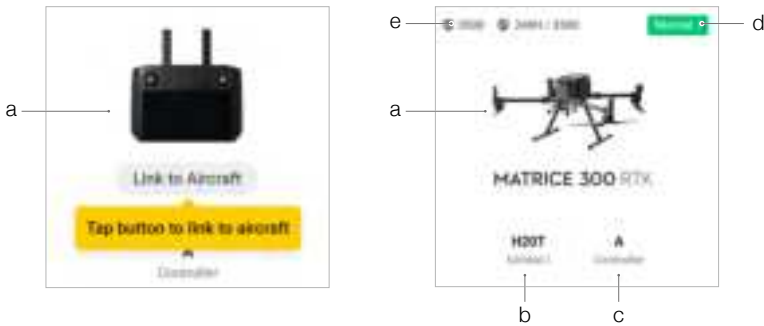 e
d
Normal
a
a
Link to Aircraft
Tap button to link to aircraft
A
Controller
MATRICE 300 RTK
H20T
A
Controller
b
c